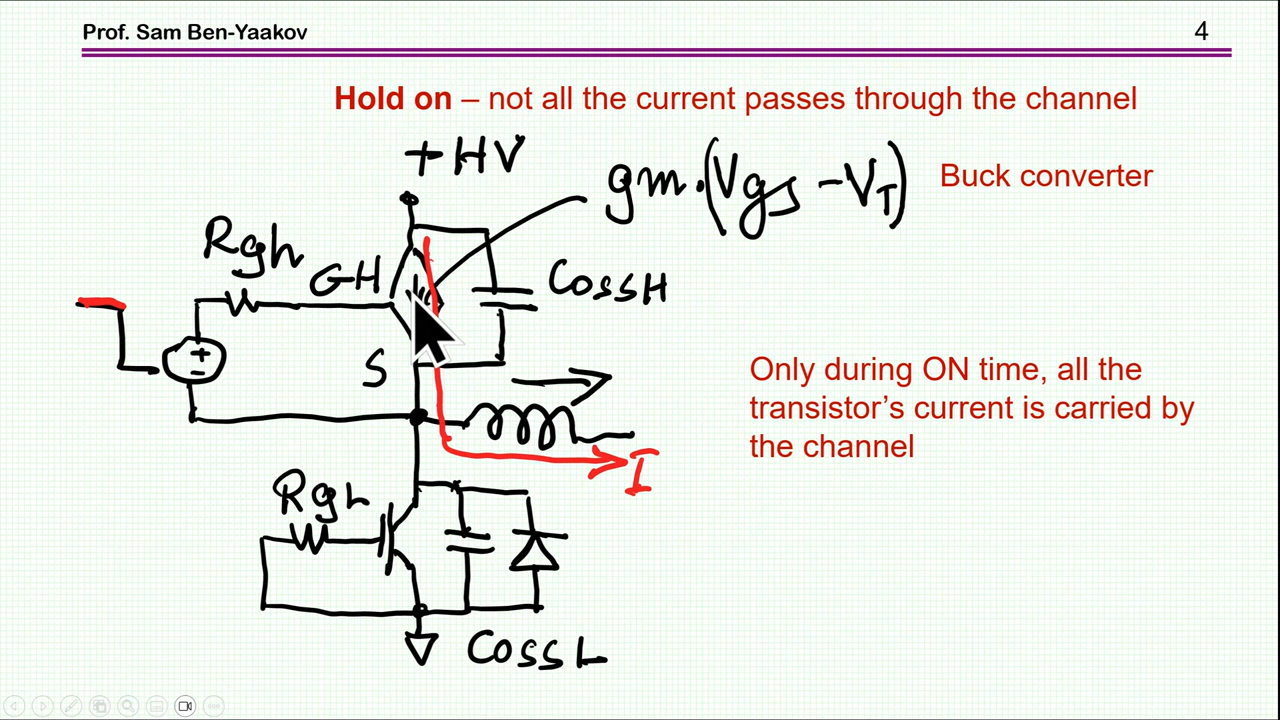 Prof. Sam Ben-Yaakov
4
Hold on – not all the current passes through the channel
+HV
gm.(Vgs -VT)
Buck converter
Rgh
GH
CossH
+
-
S
Only during ON time, all the
transistor's current is carried by
the channel
I
RgL
CossL